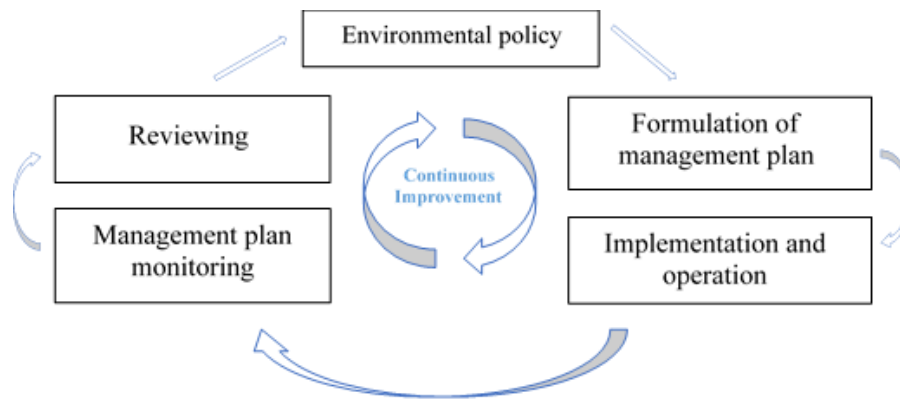 Environmental policy
Reviewing
Formulation of
management plan
Continuous
Improvement
Management plan
monitoring
Implementation and
operation